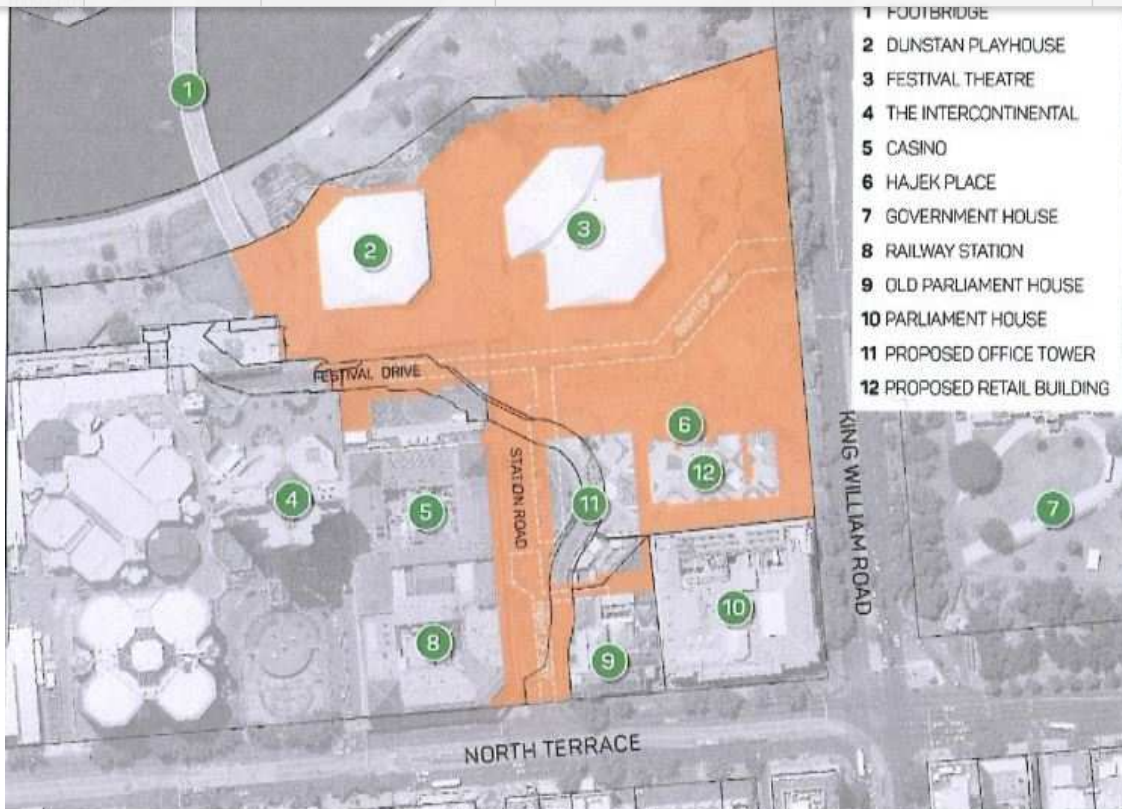 1 FOOTBRIDGE
2 DUNSTAN PLAYHOUSE
3 FESTIVAL THEATRE
4 THE INTERCONTINENTAL
5 CASINO
6 HAJEK PLACE
7 GOVERNMENT HOUSE
8 RAILWAY STATION
9 OLD PARLIAMENT HOUSE
10 PARLIAMENT HOUSE
11 PROPOSED OFFICE TOWER
12 PROPOSED RETAIL BUILDING
1
2
3
FESTIVAL DRIVE
6
KING WILLIAM ROAD
STATION ROAD
12
4
5
11
7
10
8
9
NORTH TERRACE